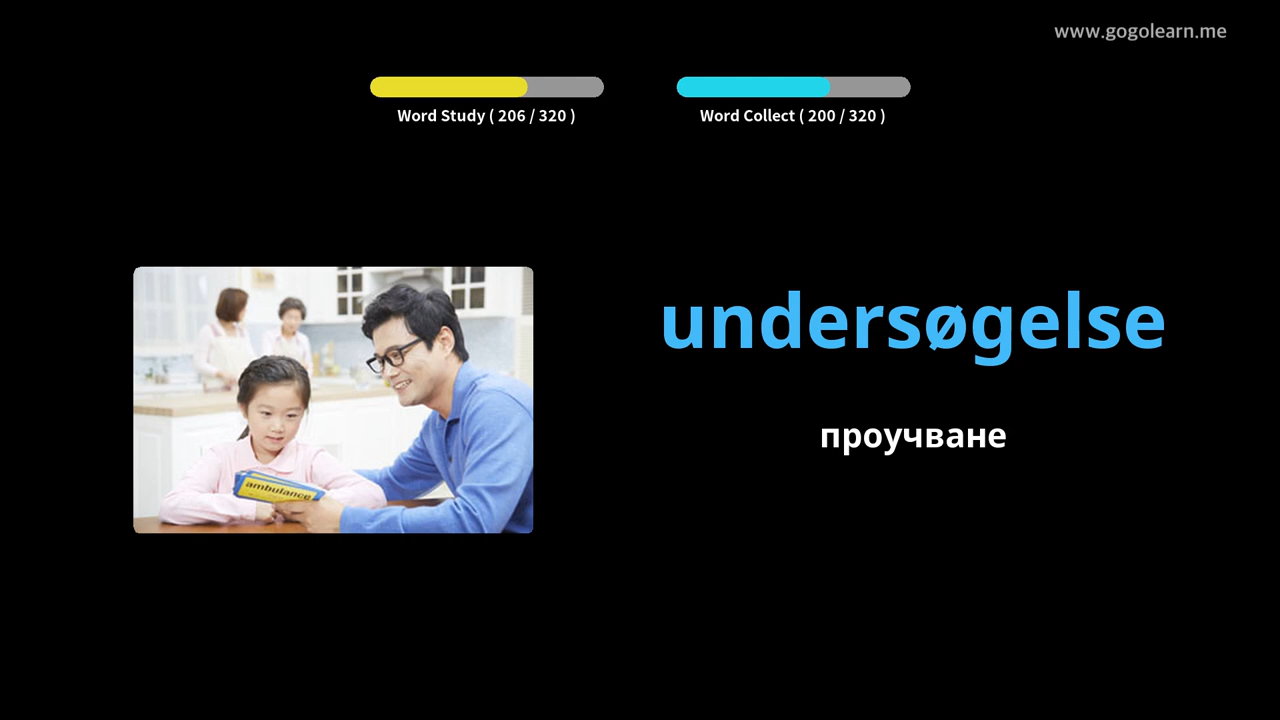 www.gogolearn.me
Word Study ( 206 / 320 )
Word Collect ( 200 / 320 )
undersøgelse
проучване
ambulance